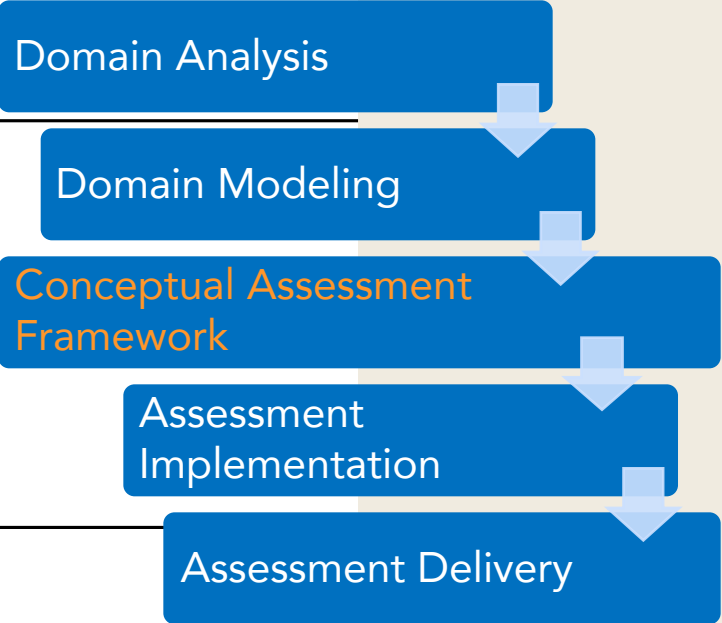 Domain Analysis
Domain Modeling
Conceptual Assessment
Framework
Assessment
Implementation
Assessment Delivery